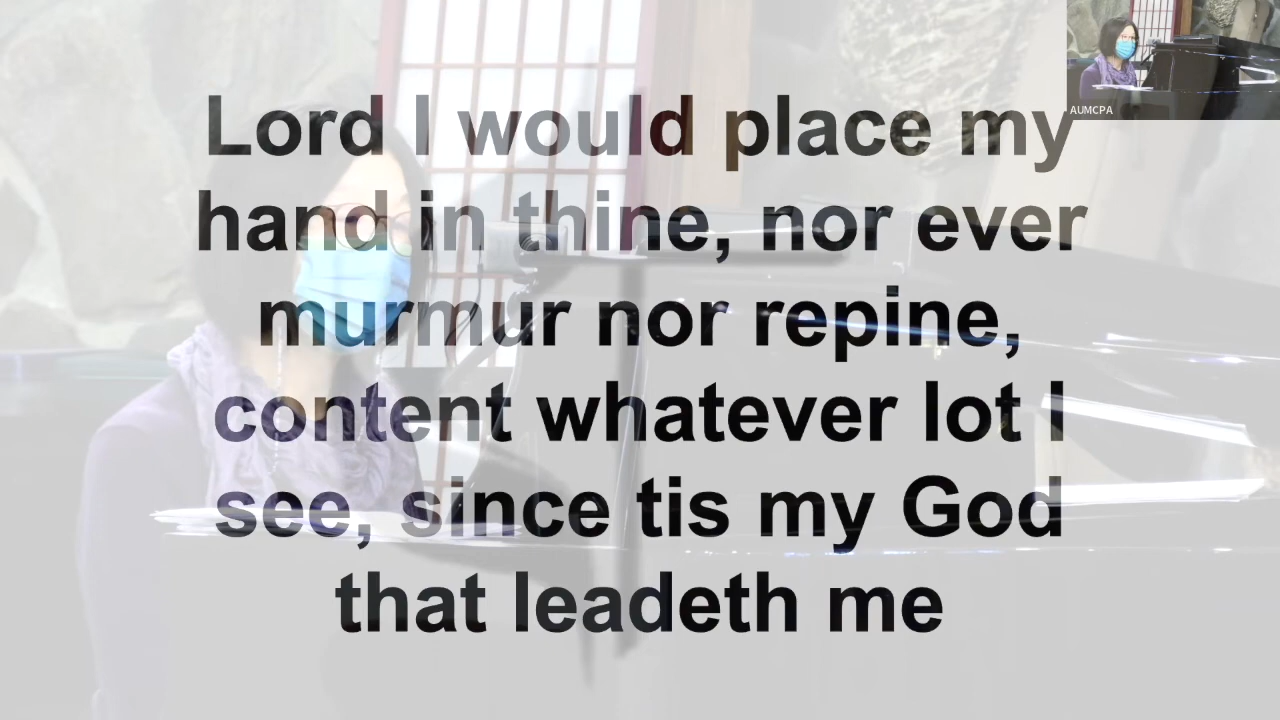 AUMCPA
Lord I would place my
hand in thine, nor ever
murmur nor repine,
content whatever lot I
see, since tis my God
that leadeth me